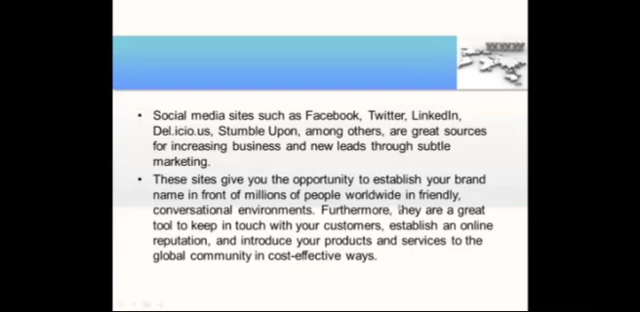 • Social media sites such as Facebook, Twitter, LinkedIn,
Del.icio.us, Stumble Upon, among others, are great sources
for increasing business and new leads through subtle
marketing.
• These sites give you the opportunity to establish your brand
name in front of millions of people worldwide in friendly,
conversational environments. Furthermore, they are a great
tool to keep in touch with your customers, establish an online
reputation, and introduce your products and services to the
global community in cost-effective ways.